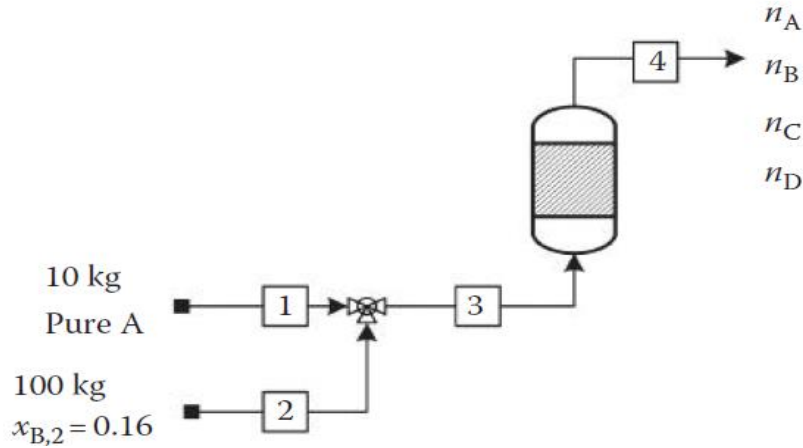 n_A
n_B
n_C
n_D
4
10 kg
Pure A
1
3
100 kg
x_B,2 = 0.16
2